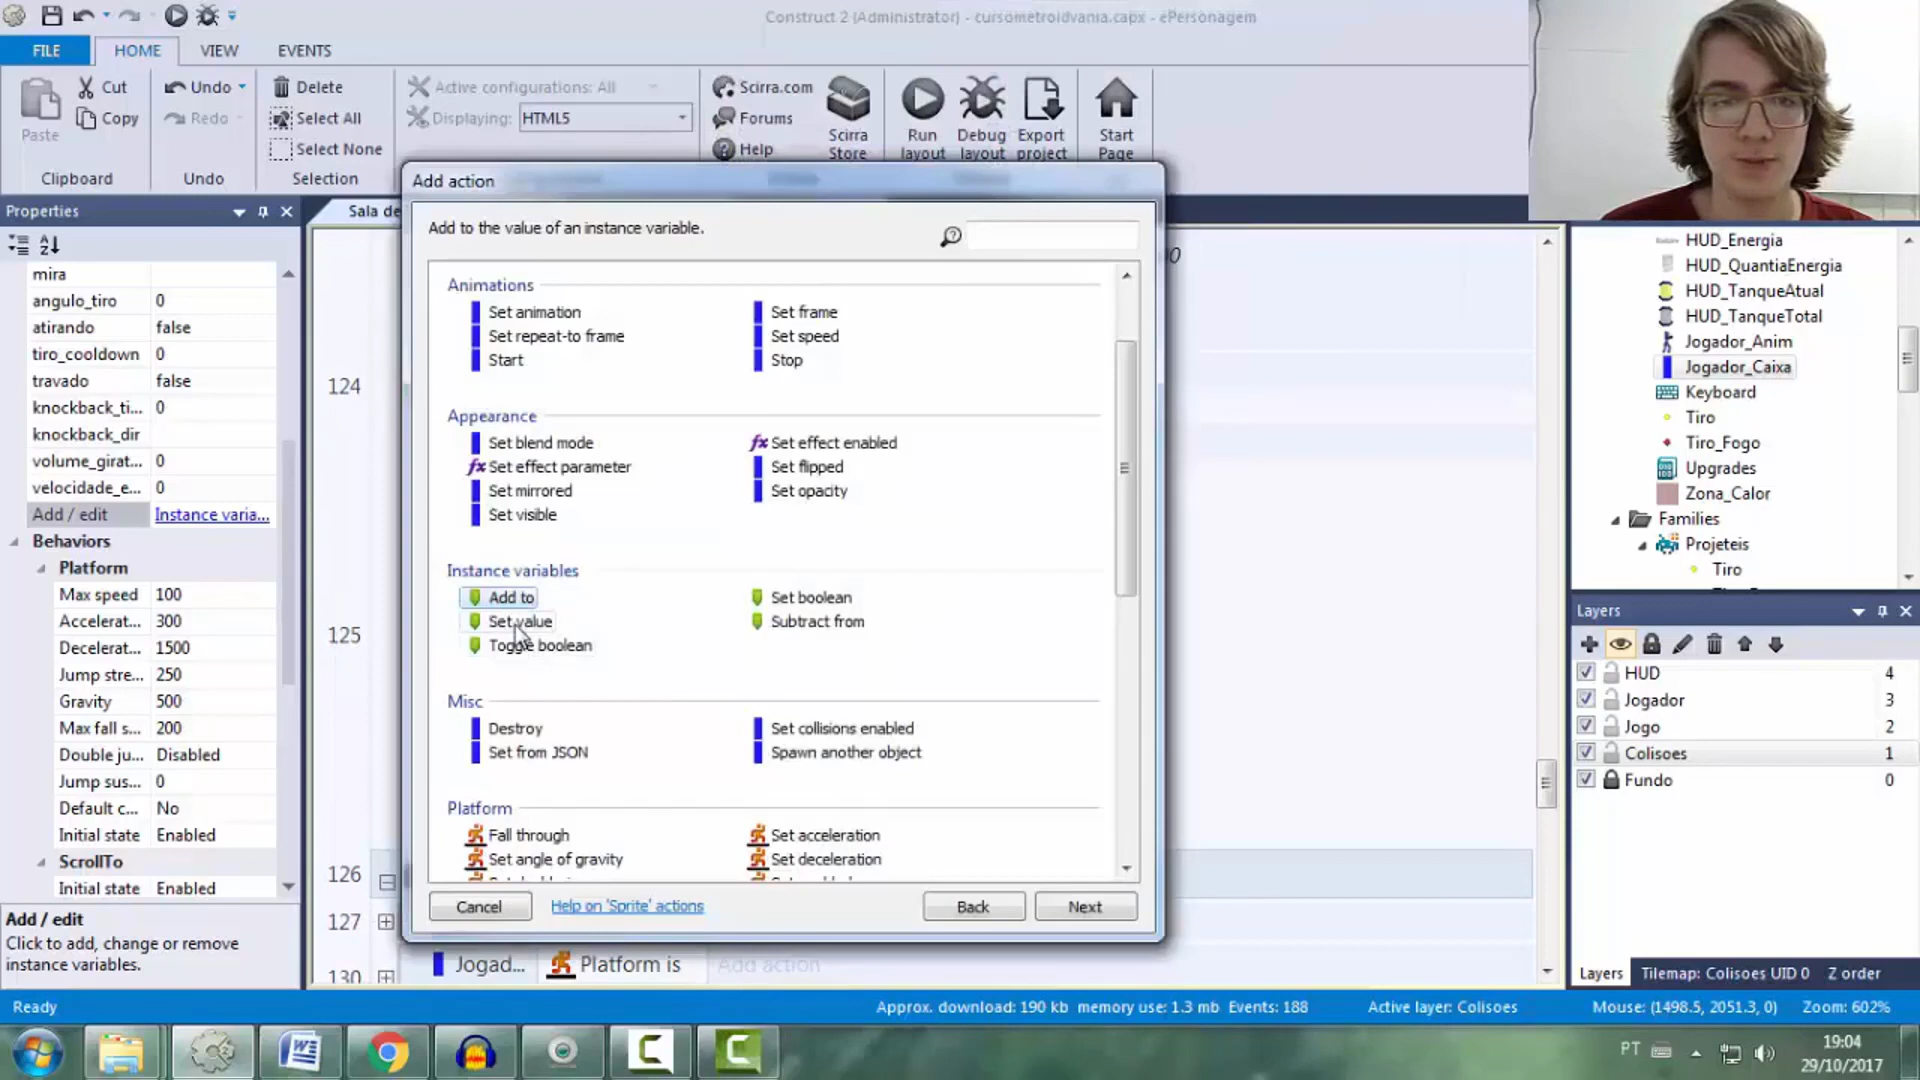 Construct 2 (Administrator) - cursometroidvania.capx - ePersonagem
FILE
HOME
VIEW
EVENTS
Paste
Cut
Copy
Clipboard
Undo
Redo
Undo
Delete
Select All
Select None
Selection
Active configurations: All
Displaying:
HTML5
Scirra.com
Forums
Help
Scirra Store
Run layout
Debug layout
Export project
Start Page
Properties
mira
angulo_tiro 0
atirando false
tiro_cooldown 0
travado false
knockback_ti... 0
knockback_dir
volume_girat... 0
velocidade_e... 0
Add / edit Instance varia...
Behaviors
Platform
Max speed 100
Accelerat... 300
Decelerat... 1500
Jump stre... 250
Gravity 500
Max fall s... 200
Double ju... Disabled
Jump sus... 0
Default c... No
Initial state Enabled
ScrollTo
Initial state Enabled
Add / edit
Click to add, change or remove
instance variables.
Sala de
124
125
126
127
130
Add action
Add to the value of an instance variable.
Animations
Set animation
Set frame
Set repeat-to frame
Set speed
Start
Stop
Appearance
Set blend mode
Set effect enabled
Set effect parameter
Set flipped
Set mirrored
Set opacity
Set visible
Instance variables
Add to
Set boolean
Set value
Subtract from
Toggle boolean
Misc
Destroy
Set collisions enabled
Set from JSON
Spawn another object
Platform
Fall through
Set acceleration
Set angle of gravity
Set deceleration
Cancel
Help on 'Sprite' actions
Back
Next
Jogad...
Platform is
Add action
HUD_Energia
HUD_QuantiaEnergia
HUD_TanqueAtual
HUD_TanqueTotal
Jogador_Anim
Jogador_Caixa
Keyboard
Tiro
Tiro_Fogo
Upgrades
Zona_Calor
Families
Projeteis
Tiro
Layers
HUD 4
Jogador 3
Jogo 2
Colisoes 1
Fundo 0
Layers
Tilemap: Colisoes UID 0
Z order
Ready
Approx. download: 190 kb memory use: 1.3 mb Events: 188
Active layer: Colisoes
Mouse: (1498.5, 2051.3, 0)
Zoom: 602%
PT
19:04
29/10/2017